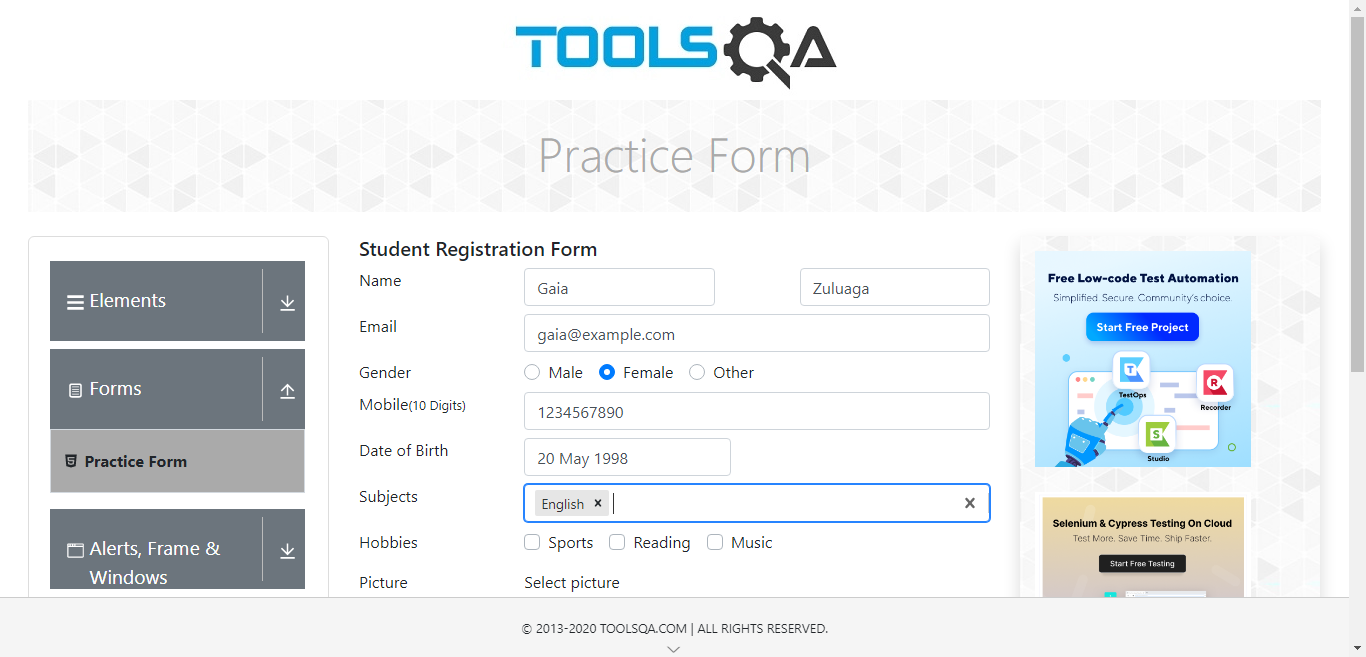 TOOLSQA
Practice Form
Elements
Forms
Practice Form
Alerts, Frame &
Windows
Student Registration Form
Name
Gaia
Zuluaga
Email
gaia@example.com
Gender
Male
Female
Other
Mobile(10 Digits)
1234567890
Date of Birth
20 May 1998
Subjects
English
Hobbies
Sports
Reading
Music
Picture
Select picture
Free Low-code Test Automation
Simplified. Secure. Community's choice.
Start Free Project
TestOps
Recorder
Studio
Selenium & Cypress Testing On Cloud
Test More. Save Time. Ship Faster.
Start Free Testing
© 2013-2020 TOOLSQA.COM | ALL RIGHTS RESERVED.